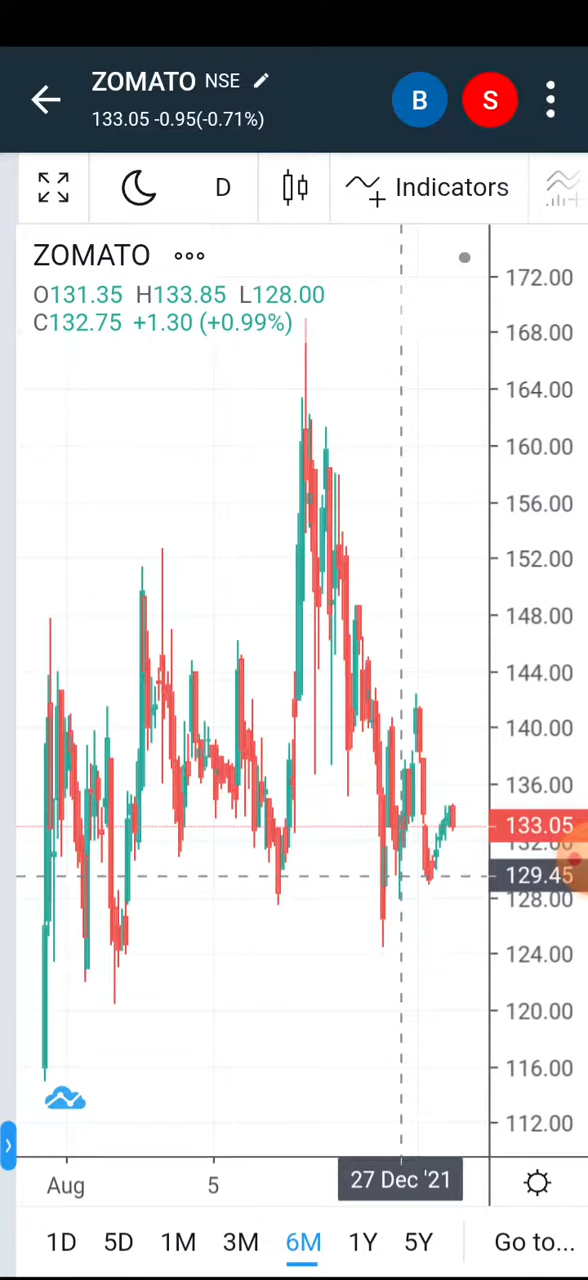 ZOMATO NSE
133.05 -0.95(-0.71%)
B
S
D
Indicators
ZOMATO
O131.35 H133.85 L128.00
C132.75 +1.30 (+0.99%)
172.00
168.00
164.00
160.00
156.00
152.00
148.00
144.00
140.00
136.00
133.05
132.00
129.45
128.00
124.00
120.00
116.00
112.00
Aug 5 27 Dec '21
1D 5D 1M 3M 6M 1Y 5Y Go to...